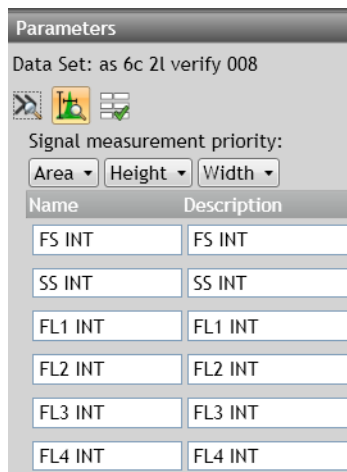 Parameters
Data Set: as 6c 2l verify 008
Signal measurement priority:
Area Height Width
Name Description
FS INT FS INT
SS INT SS INT
FL1 INT FL1 INT
FL2 INT FL2 INT
FL3 INT FL3 INT
FL4 INT FL4 INT